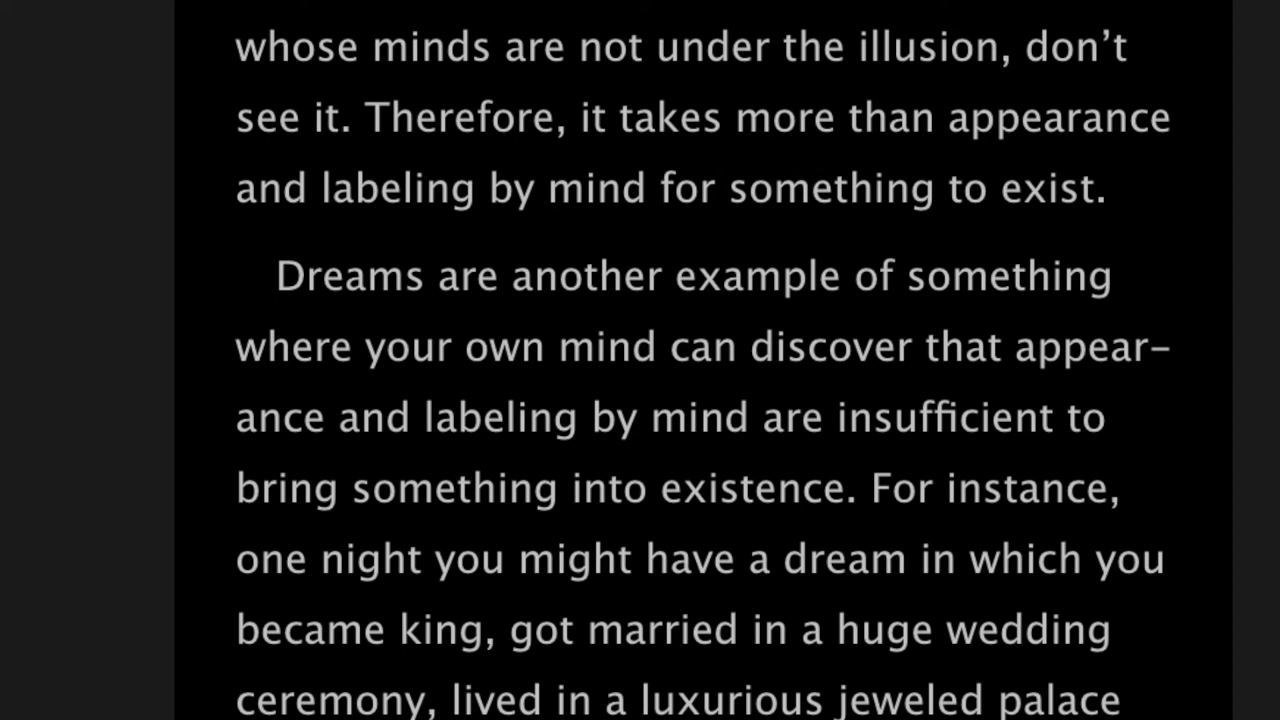 whose minds are not under the illusion, don’t
see it. Therefore, it takes more than appearance
and labeling by mind for something to exist.
Dreams are another example of something
where your own mind can discover that appear–
ance and labeling by mind are insufficient to
bring something into existence. For instance,
one night you might have a dream in which you
became king, got married in a huge wedding
ceremony, lived in a luxurious jeweled palace